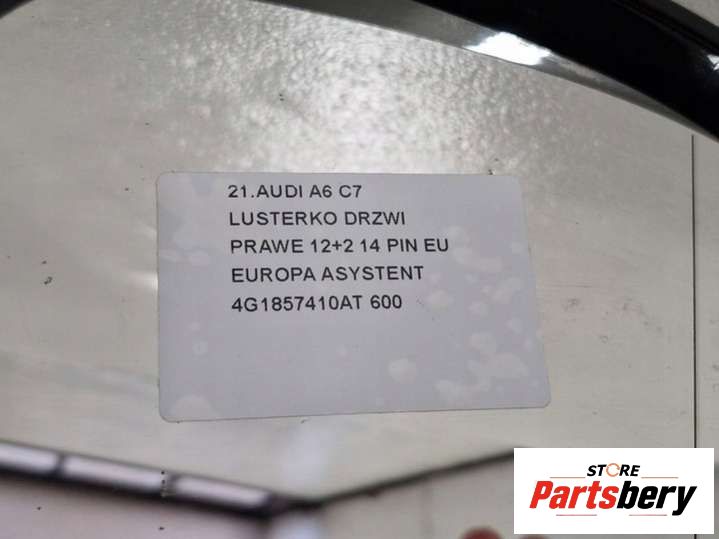 21.AUDI A6 C7
LUSTERKO DRZWI
PRAWE 12+2 14 PIN EU
EUROPA ASYSTENT
4G1857410AT 600
STORE
Partsbery